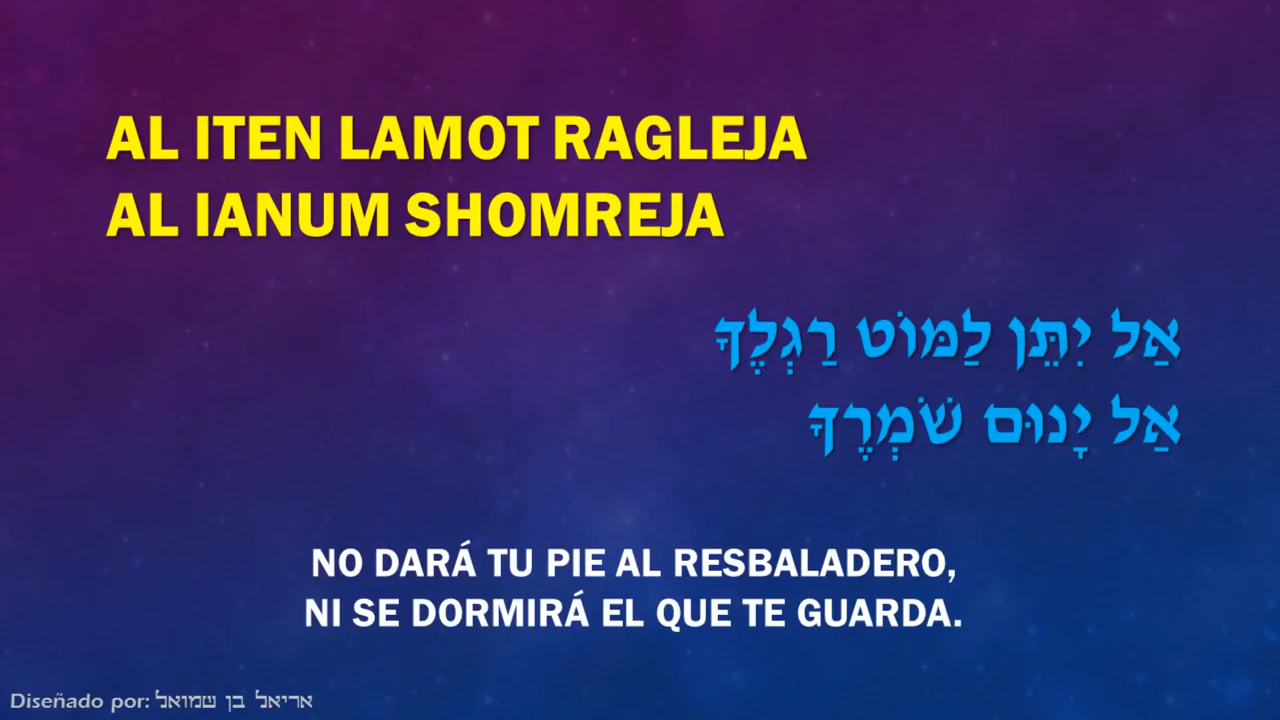 AL ITEN LAMOT RAGLEJA
AL IANUM SHOMREJA
אַל יִתֵּן לַמּוֹט רַגְלֶךָ
אַל יָנוּם שֹׁמְרֶךָ
NO DARÁ TU PIE AL RESBALADERO,
NI SE DORMIRÁ EL QUE TE GUARDA.
Diseñado por: אריאל בן שמואל